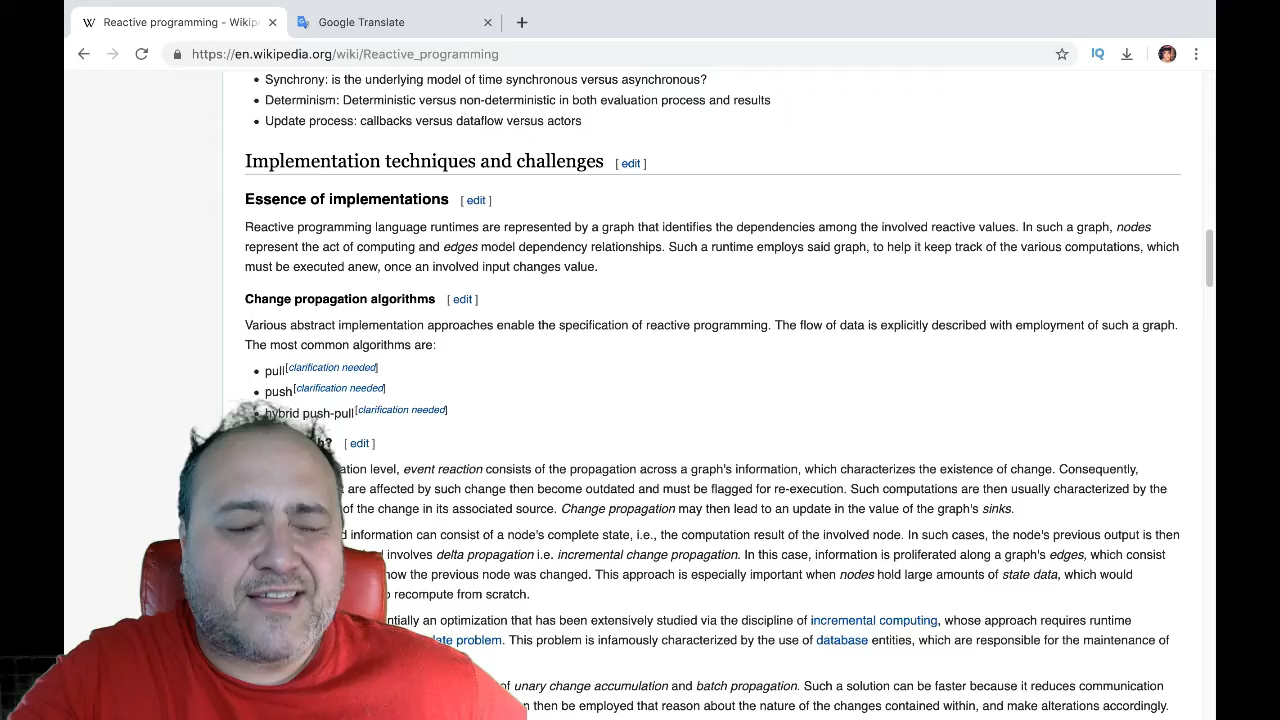 Reactive programming - Wikip
Google Translate
https://en.wikipedia.org/wiki/Reactive_programming
IQ
Synchrony: is the underlying model of time synchronous versus asynchronous?
Determinism: Deterministic versus non-deterministic in both evaluation process and results
Update process: callbacks versus dataflow versus actors
Implementation techniques and challenges [ edit ]
Essence of implementations [ edit ]
Reactive programming language runtimes are represented by a graph that identifies the dependencies among the involved reactive values. In such a graph, nodes
represent the act of computing and edges model dependency relationships. Such a runtime employs said graph, to help it keep track of the various computations, which
must be executed anew, once an involved input changes value.
Change propagation algorithms [ edit ]
Various abstract implementation approaches enable the specification of reactive programming. The flow of data is explicitly described with employment of such a graph.
The most common algorithms are:
pull[clarification needed]
push[clarification needed]
hybrid push-pull[clarification needed]
? [ edit ]
level, event reaction consists of the propagation across a graph's information, which characterizes the existence of change. Consequently,
are affected by such change then become outdated and must be flagged for re-execution. Such computations are then usually characterized by the
of the change in its associated source. Change propagation may then lead to an update in the value of the graph's sinks.
information can consist of a node's complete state, i.e., the computation result of the involved node. In such cases, the node's previous output is then
involves delta propagation i.e. incremental change propagation. In this case, information is proliferated along a graph's edges, which consist
how the previous node was changed. This approach is especially important when nodes hold large amounts of state data, which would
recompute from scratch.
an optimization that has been extensively studied via the discipline of incremental computing, whose approach requires runtime
problem. This problem is infamously characterized by the use of database entities, which are responsible for the maintenance of
of unary change accumulation and batch propagation. Such a solution can be faster because it reduces communication
then be employed that reason about the nature of the changes contained within, and make alterations accordingly.